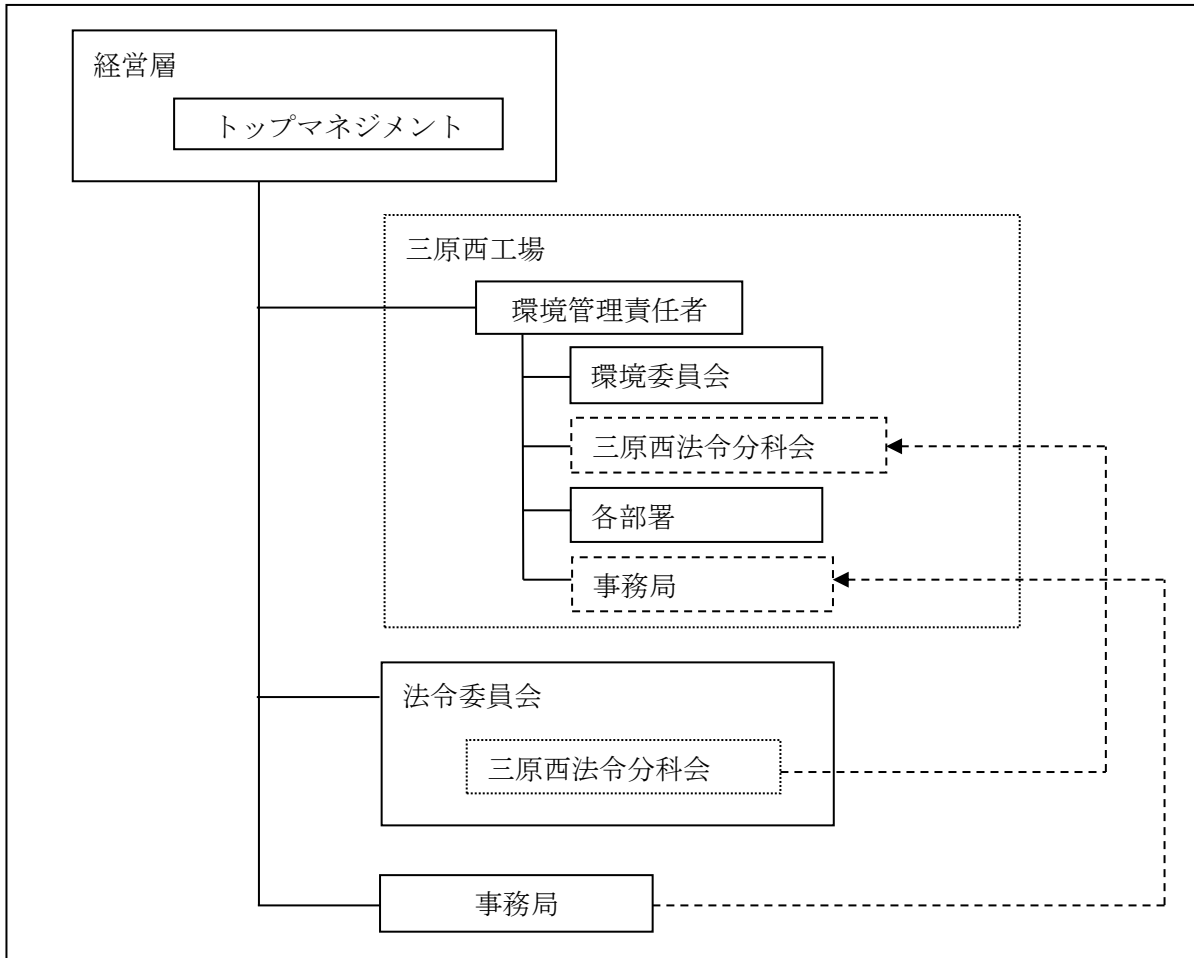 経営層
トップマネジメント
三原西工場
環境管理責任者
環境委員会
三原西法令分科会
各部署
事務局
法令委員会
三原西法令分科会
事務局